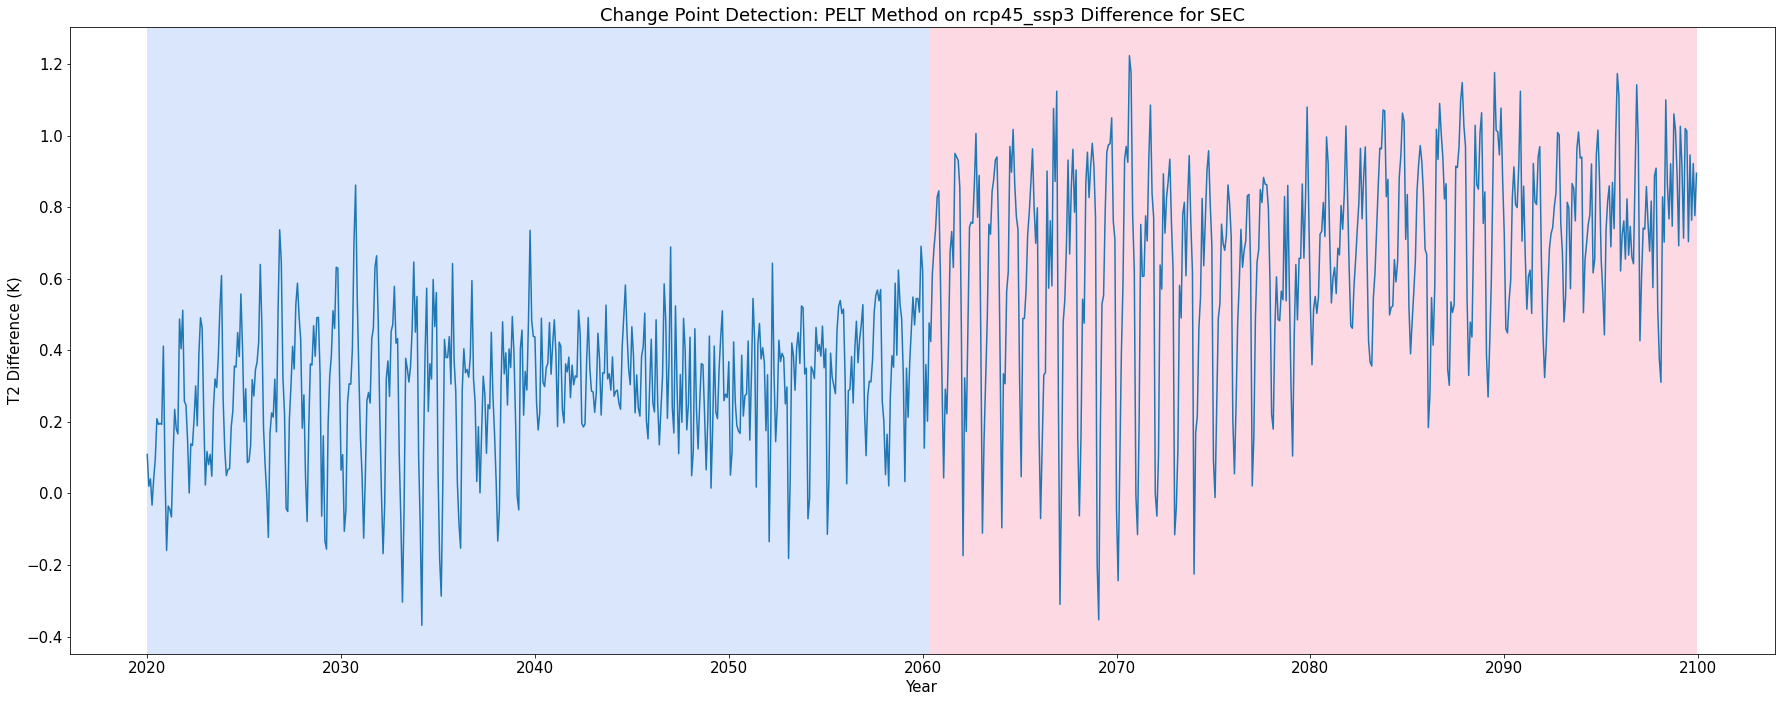 Change Point Detection: PELT Method on rcp45_ssp3 Difference for SEC
T2 Difference (K)
1.2
1.0
0.8
0.6
0.4
0.2
0.0
−0.2
−0.4
2020 2030 2040 2050 2060 2070 2080 2090 2100
Year